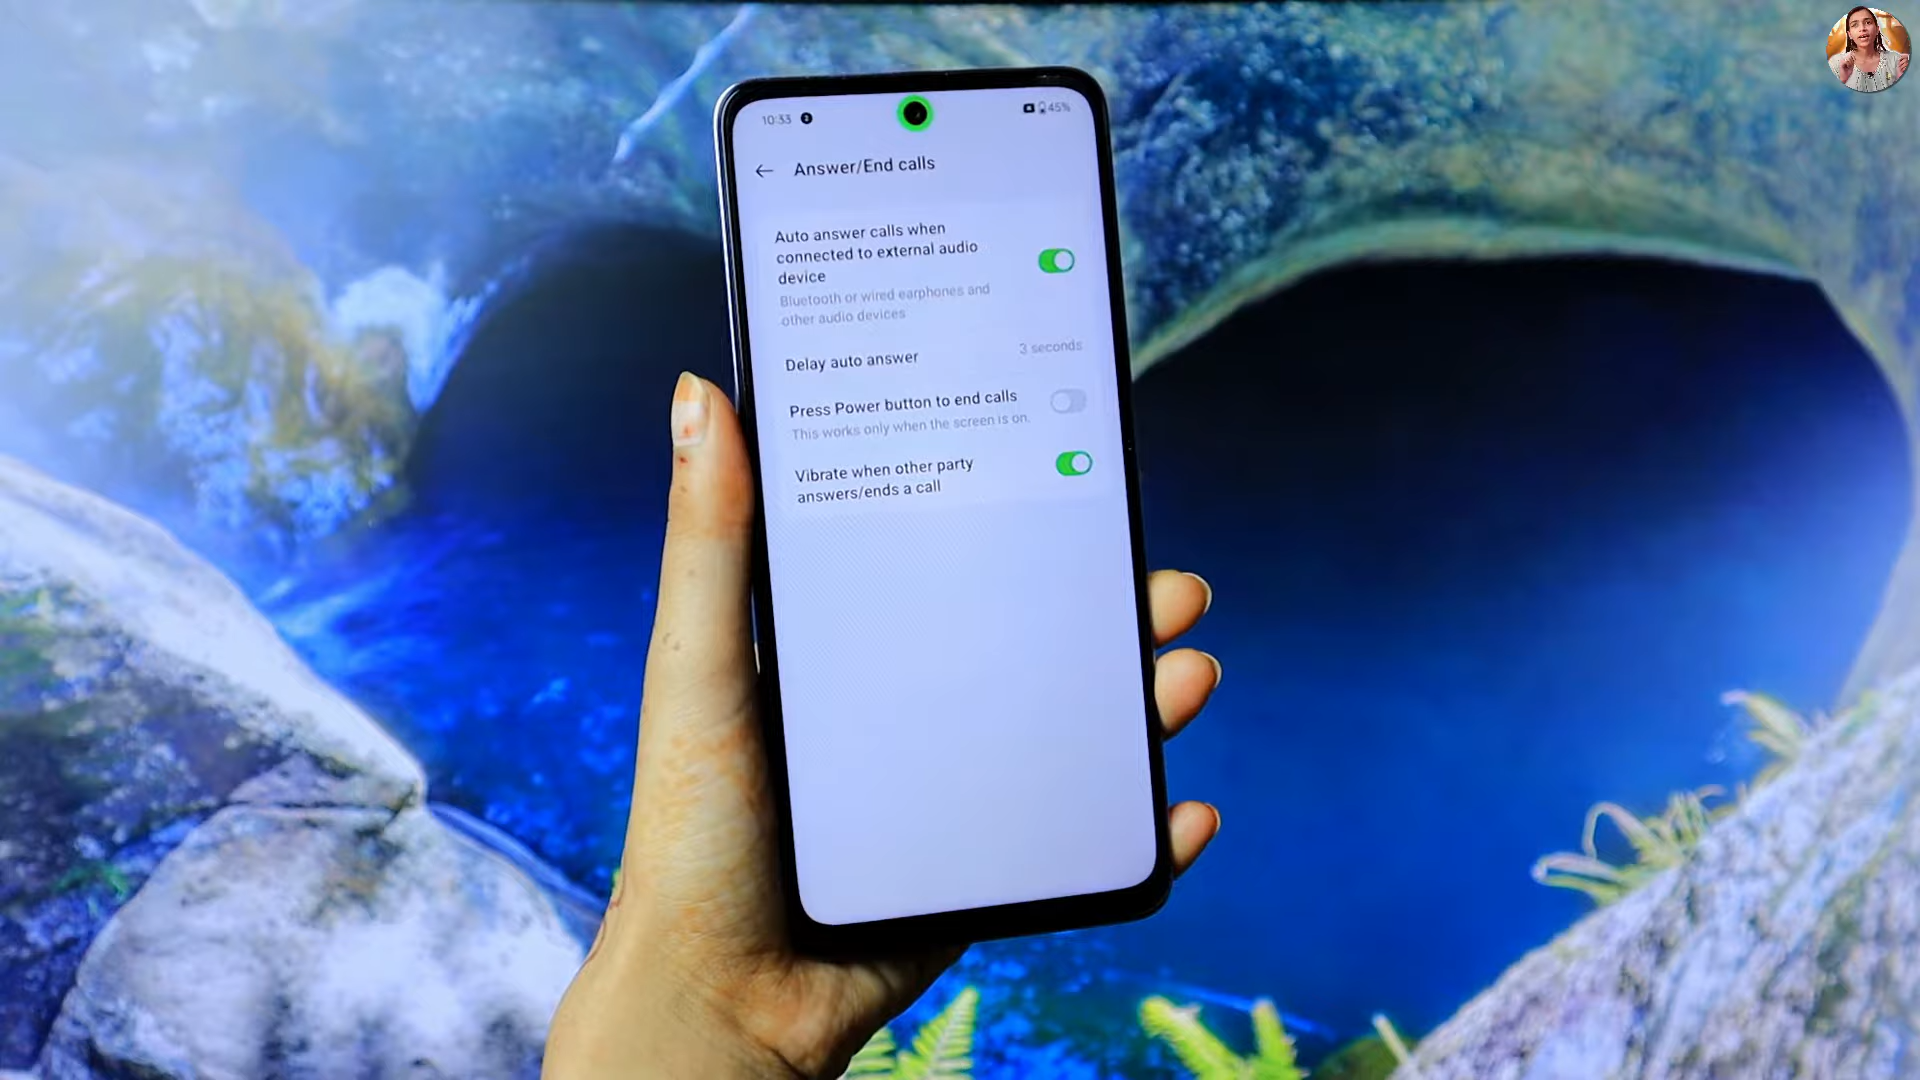 10:33
45%
Answer/End calls
Auto answer calls when
connected to external audio
device
Bluetooth or wired earphones and
other audio devices
Delay auto answer
3 seconds
Press Power button to end calls
This works only when the screen is on.
Vibrate when other party
answers/ends a call